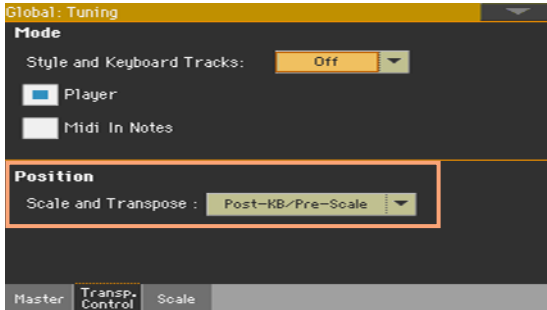 Global: Tuning
Mode
Style and Keyboard Tracks: Off
Player
Midi In Notes
Position
Scale and Transpose : Post-KB/Pre-Scale
Master Transp. Control Scale